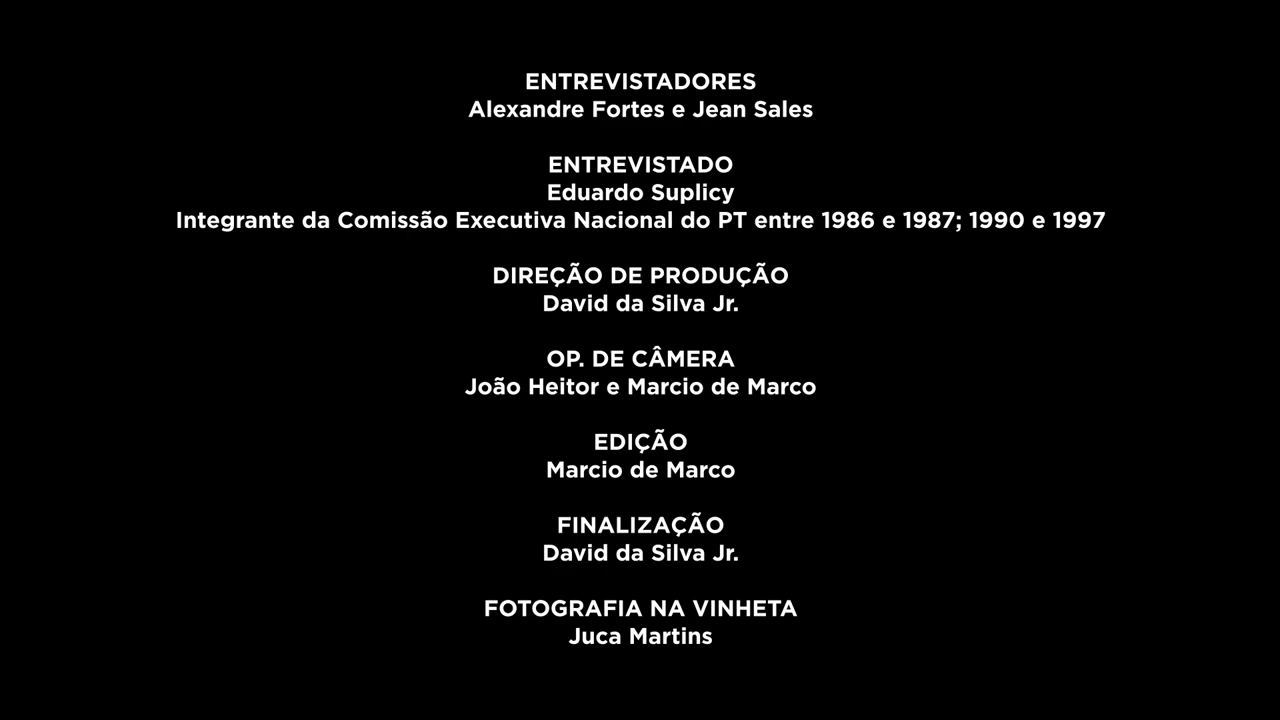 ENTREVISTADORES
Alexandre Fortes e Jean Sales
ENTREVISTADO
Eduardo Suplicy
Integrante da Comissão Executiva Nacional do PT entre 1986 e 1987; 1990 e 1997
DIREÇÃO DE PRODUÇÃO
David da Silva Jr.
OP. DE CÂMERA
João Heitor e Marcio de Marco
EDIÇÃO
Marcio de Marco
FINALIZAÇÃO
David da Silva Jr.
FOTOGRAFIA NA VINHETA
Juca Martins